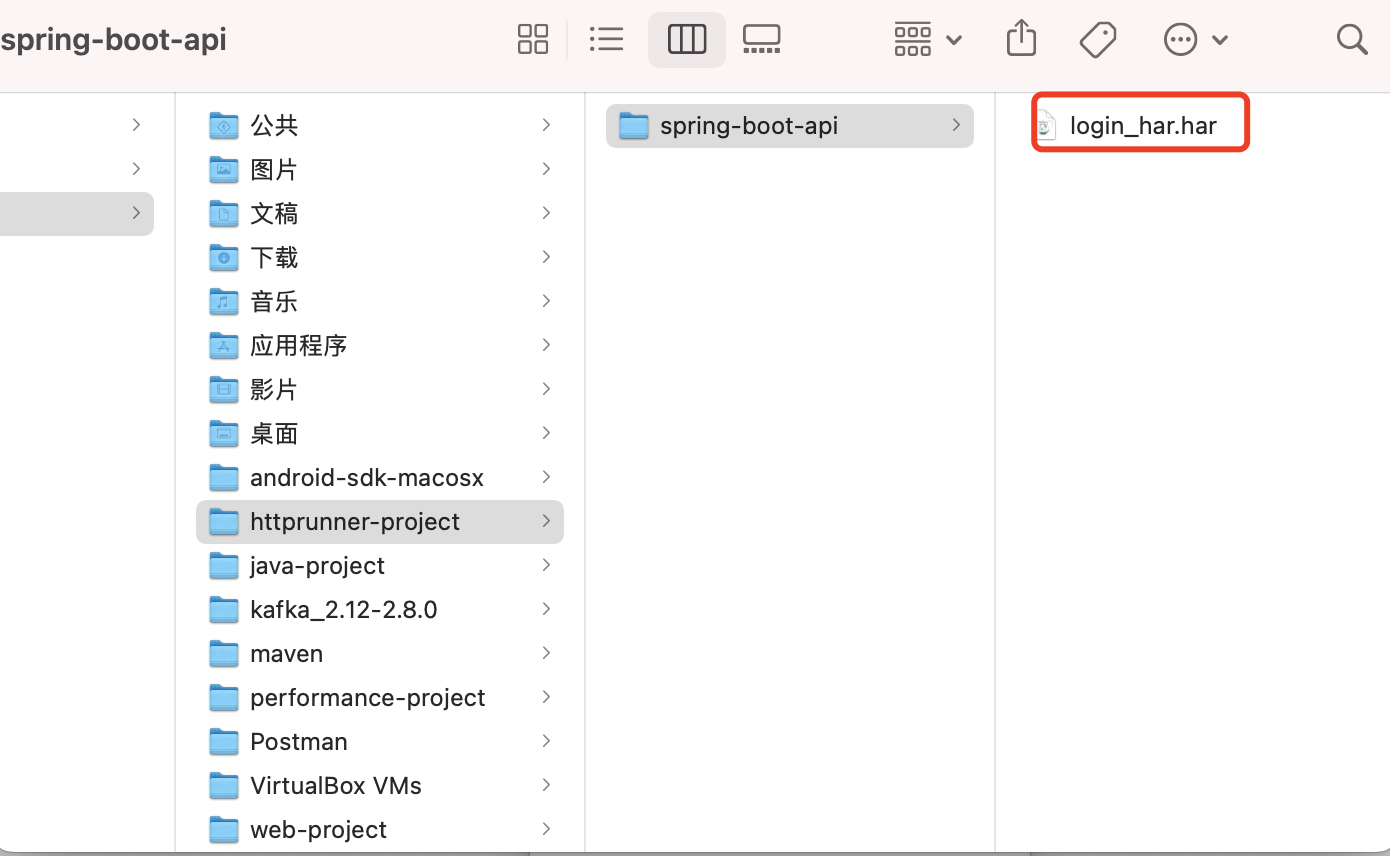 spring-boot-api
公共
图片
文稿
下载
音乐
应用程序
影片
桌面
android-sdk-macosx
httprunner-project
java-project
kafka_2.12-2.8.0
maven
performance-project
Postman
VirtualBox VMs
web-project
spring-boot-api
login_har.har